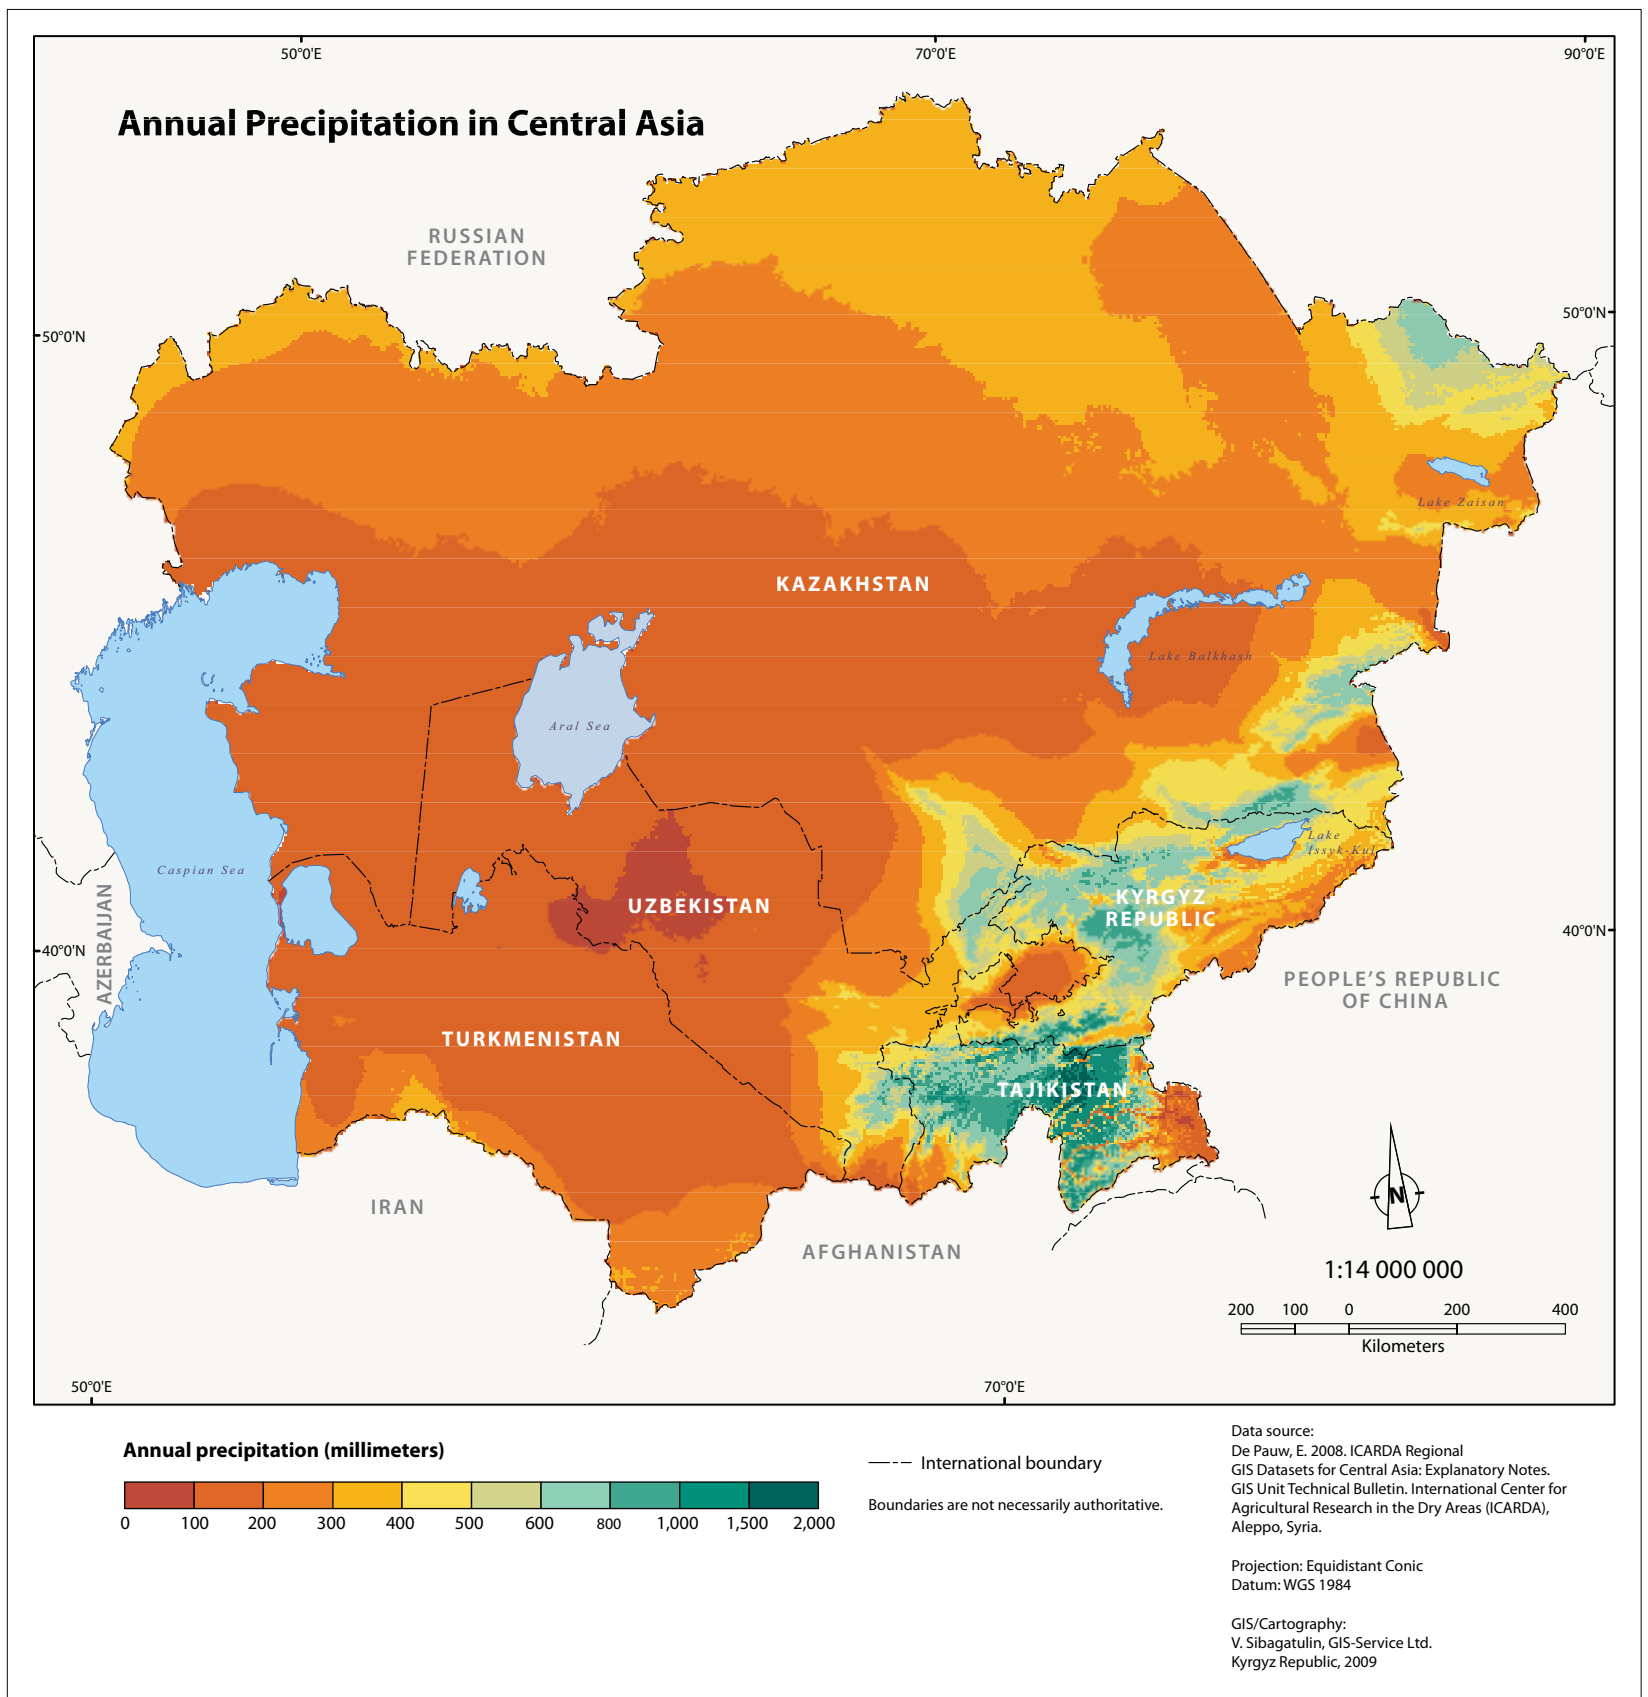 50°0'E
70°0'E
90°0'E
Annual Precipitation in Central Asia
RUSSIAN
FEDERATION
50°0'N
50°0'N
Lake Zaisan
KAZAKHSTAN
Lake Balkhash
Aral Sea
Lake
Issyk-Kul
Caspian Sea
AZERBAIJAN
UZBEKISTAN
KYRGYZ
REPUBLIC
40°0'N
40°0'N
PEOPLE'S REPUBLIC
OF CHINA
TURKMENISTAN
TAJIKISTAN
IRAN
AFGHANISTAN
N
1:14 000 000
200 100 0 200 400
Kilometers
50°0'E
70°0'E
Annual precipitation (millimeters)
0 100 200 300 400 500 600 800 1,000 1,500 2,000
International boundary
Boundaries are not necessarily authoritative.
Data source:
De Pauw, E. 2008. ICARDA Regional
GIS Datasets for Central Asia: Explanatory Notes.
GIS Unit Technical Bulletin. International Center for
Agricultural Research in the Dry Areas (ICARDA),
Aleppo, Syria.
Projection: Equidistant Conic
Datum: WGS 1984
GIS/Cartography:
V. Sibagatulin, GIS-Service Ltd.
Kyrgyz Republic, 2009